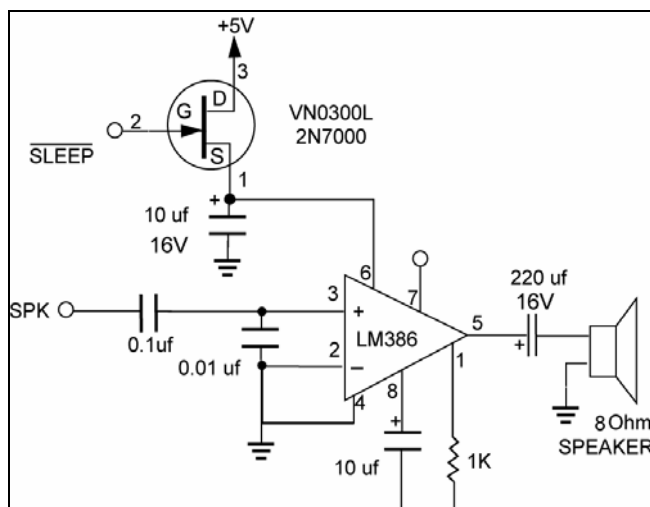 +5V
3
D
G
2
SLEEP
S
1
VN0300L
2N7000
+
10 uf
16V
6
7
220 uf
16V
SPK
3
+
LM386
5
+
0.1uf
0.01 uf
2
–
4
8
1
+
10 uf
1K
8 Ohm
SPEAKER